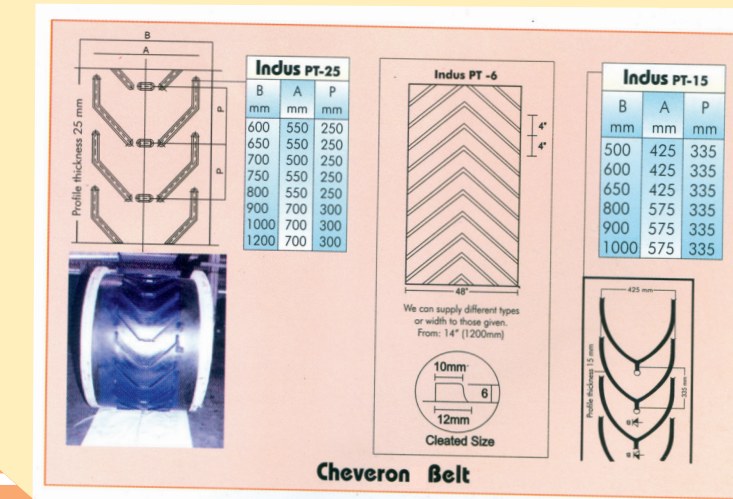 B
A
Profile thickness 25 mm
P
P
Indus PT-25
B A P
mm mm mm
600 550 250
650 550 250
700 500 250
750 550 250
800 550 250
900 700 300
1000 700 300
1200 700 300
Indus PT -6
4"
4"
48"
We can supply different types
or width to those given.
From: 14" (1200mm)
10mm
6
12mm
Cleated Size
Indus PT-15
B A P
mm mm mm
500 425 335
600 425 335
650 425 335
800 575 335
900 575 335
1000 575 335
425 mm
Profile thickness 15 mm
335 mm
Cheveron Belt